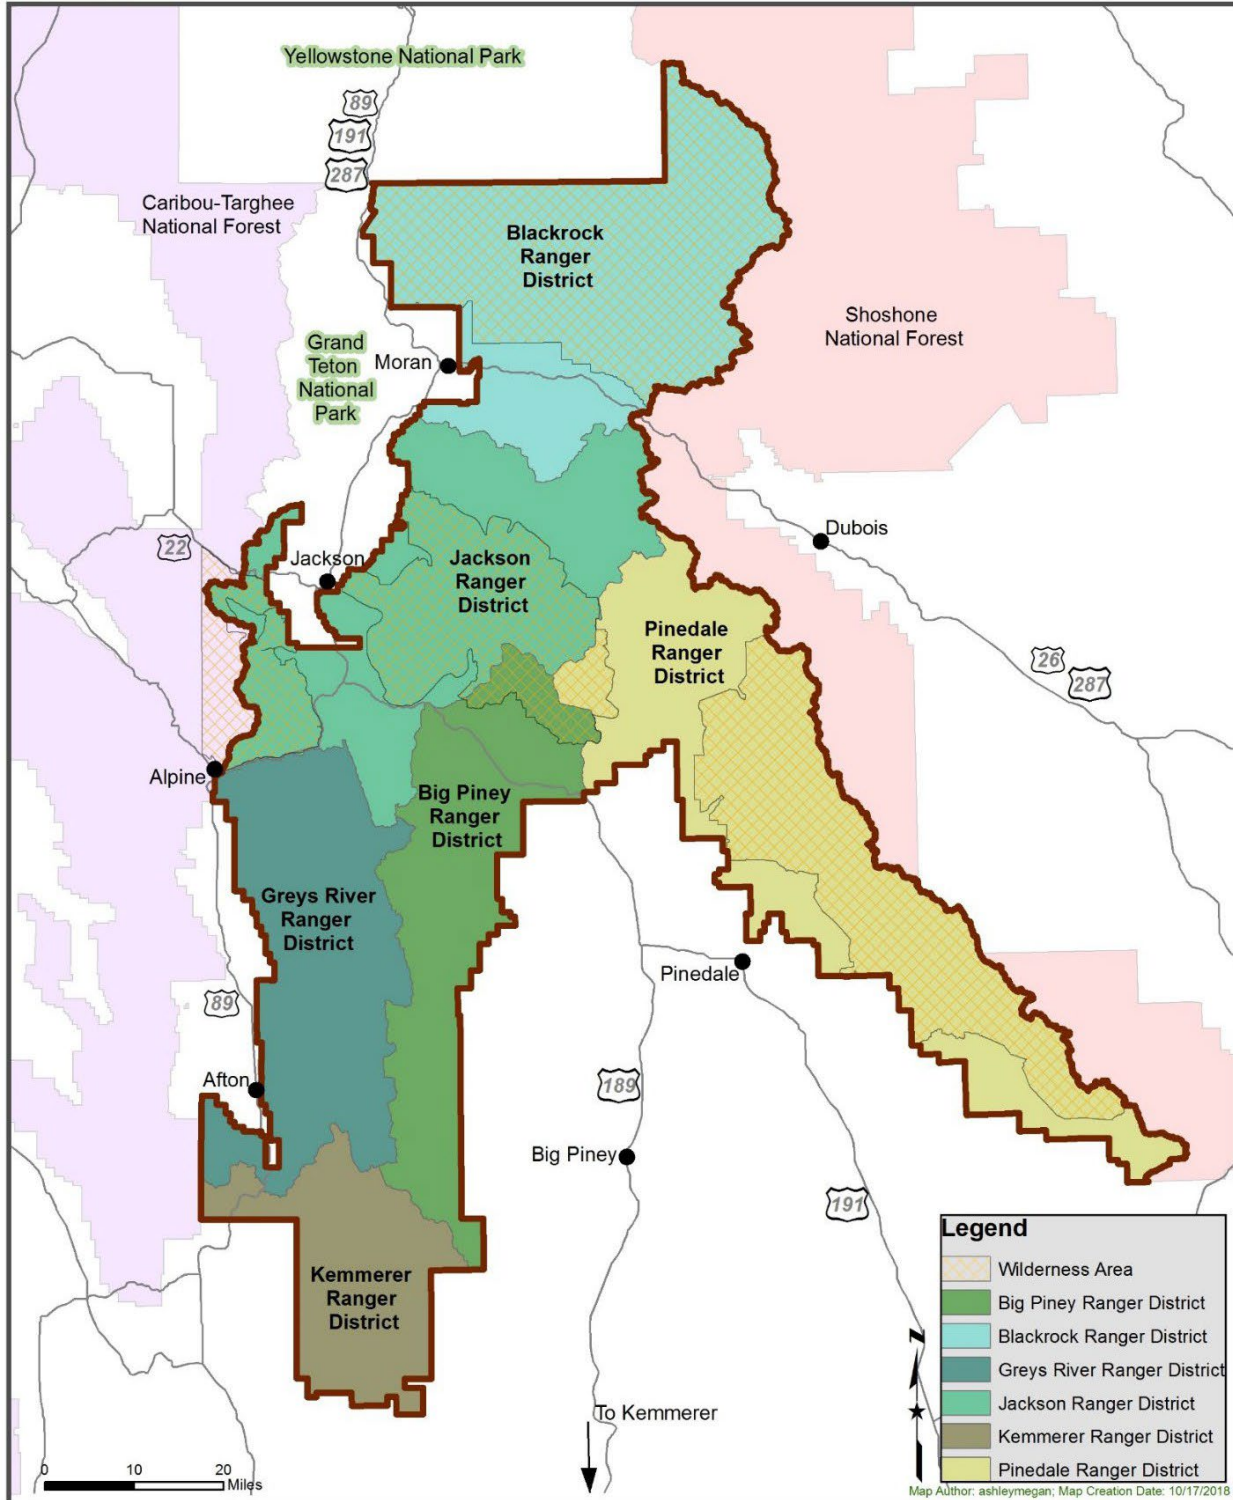 Yellowstone National Park
89
191
287
Caribou-Targhee
National Forest
Blackrock
Ranger
District
Shoshone
National Forest
Grand
Teton
National
Park
Moran
Dubois
22
Jackson
Jackson
Ranger
District
Pinedale
Ranger
District
26
287
Alpine
Big Piney
Ranger
District
Greys River
Ranger
District
Pinedale
89
Afton
189
Big Piney
191
Kemmerer
Ranger
District
To Kemmerer
Legend
Wilderness Area
Big Piney Ranger District
Blackrock Ranger District
Greys River Ranger District
Jackson Ranger District
Kemmerer Ranger District
Pinedale Ranger District
N
0 10 20
Miles
Map Author: ashleymegan; Map Creation Date: 10/17/2018